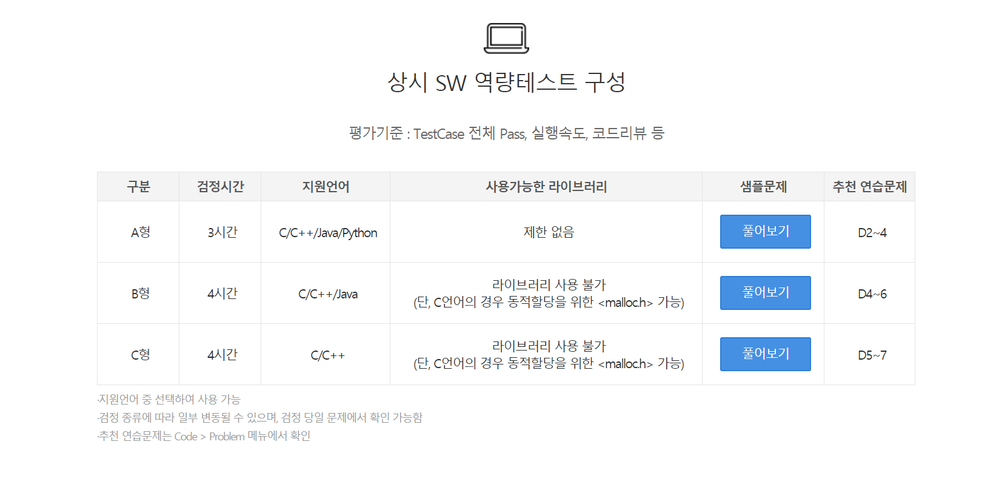 상시 SW 역량테스트 구성
평가기준 : TestCase 전체 Pass, 실행속도, 코드리뷰 등
구분 검정시간 지원언어 사용가능한 라이브러리 샘플문제 추천 연습문제
A형 3시간 C/C++/Java/Python 제한 없음 풀어보기 D2~4
라이브러리 사용 불가
B형 4시간 C/C++/Java (단, C언어의 경우 동적할당을 위한 <malloc.h> 가능) 풀어보기 D4~6
라이브러리 사용 불가
C형 4시간 C/C++ (단, C언어의 경우 동적할당을 위한 <malloc.h> 가능) 풀어보기 D5~7
·지원언어 중 선택하여 사용 가능
·검정 종류에 따라 일부 변동될 수 있으며, 검정 당일 문제에서 확인 가능함
·추천 연습문제는 Code > Problem 메뉴에서 확인